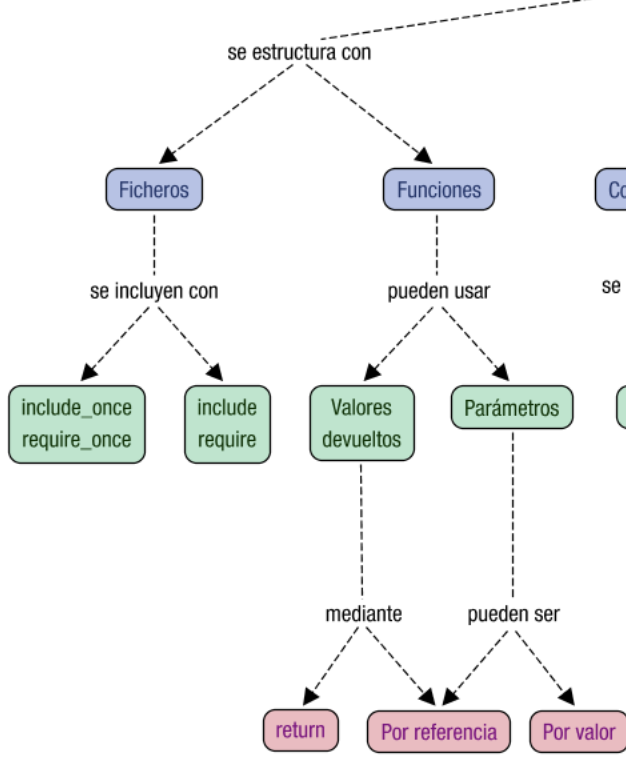 se estructura con
Ficheros
Funciones
se incluyen con
pueden usar
se
include_once
require_once
include
require
Valores
devueltos
Parámetros
mediante
pueden ser
return
Por referencia
Por valor